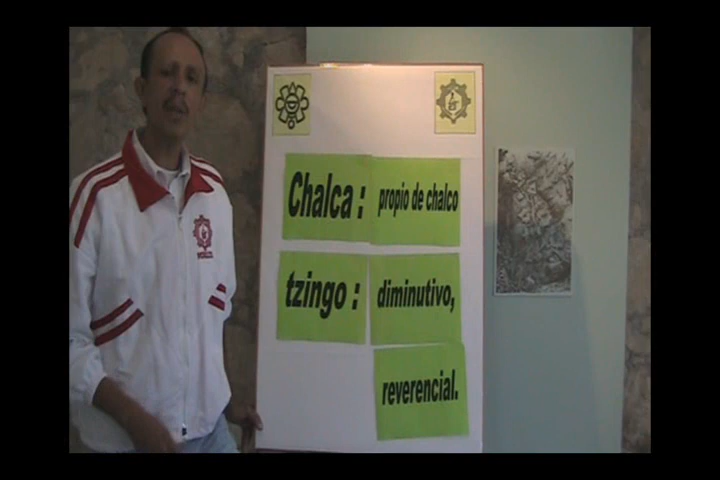 Chalca : propio de chalco
tzingo : diminutivo,
reverencial.